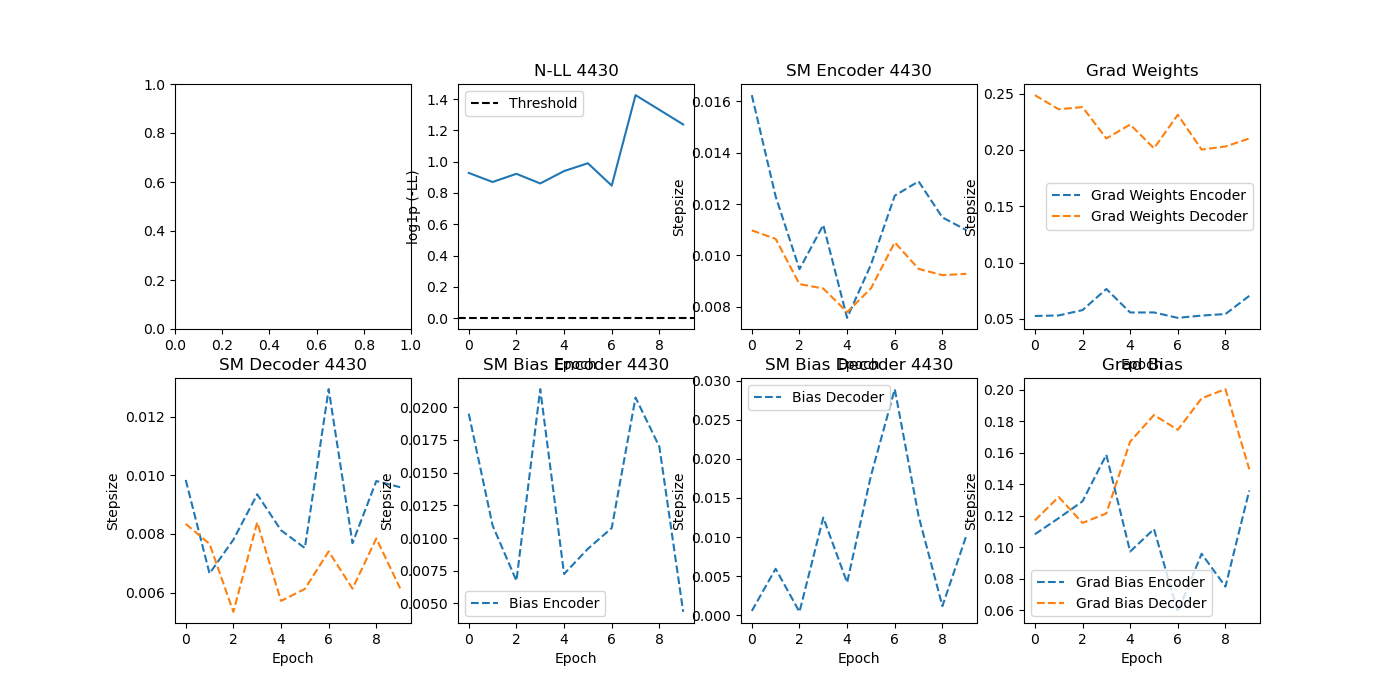 N-LL 4430
SM Encoder 4430
Grad Weights
1.0
0.8
0.6
0.4
0.2
0.0
0.0 0.2 0.4 0.6 0.8 1.0
log1p (-LL)
1.4
1.2
1.0
0.8
0.6
0.4
0.2
0.0
Threshold
0 2 4 6 8
Epoch
Stepsize
0.016
0.014
0.012
0.010
0.008
0 2 4 6 8
Epoch
Stepsize
0.25
0.20
0.15
0.10
0.05
Grad Weights Encoder
Grad Weights Decoder
0 2 4 6 8
Epoch
SM Decoder 4430
SM Bias Encoder 4430
SM Bias Decoder 4430
Grad Bias
Stepsize
0.012
0.010
0.008
0.006
0 2 4 6 8
Epoch
Stepsize
0.0200
0.0175
0.0150
0.0125
0.0100
0.0075
0.0050
Bias Encoder
0 2 4 6 8
Epoch
Stepsize
0.030
0.025
0.020
0.015
0.010
0.005
0.000
Bias Decoder
0 2 4 6 8
Epoch
Stepsize
0.20
0.18
0.16
0.14
0.12
0.10
0.08
0.06
Grad Bias Encoder
Grad Bias Decoder
0 2 4 6 8
Epoch